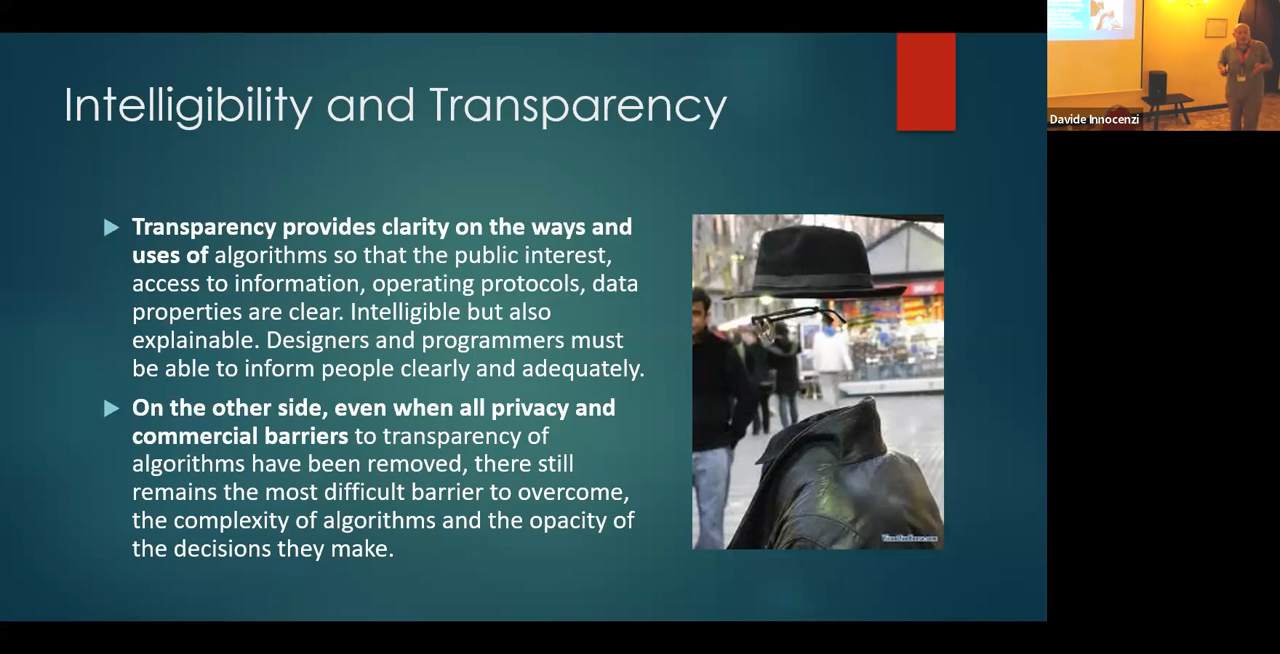 Intelligibility and Transparency
Transparency provides clarity on the ways and
uses of algorithms so that the public interest,
access to information, operating protocols, data
properties are clear. Intelligible but also
explainable. Designers and programmers must
be able to inform people clearly and adequately.
On the other side, even when all privacy and
commercial barriers to transparency of
algorithms have been removed, there still
remains the most difficult barrier to overcome,
the complexity of algorithms and the opacity of
the decisions they make.
Davide Innocenzi